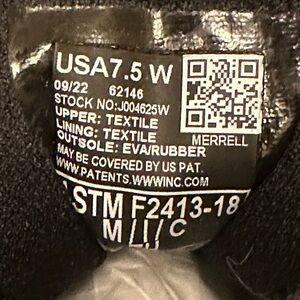 USA7.5 W
09/22 62146
STOCK NO:J004625W
UPPER: TEXTILE
LINING: TEXTILE
OUTSOLE: EVA/RUBBER
MERRELL
MAY BE COVERED BY US PAT.
WWW.PATENTS.WWWINC.COM
STM F2413-18
M/I/C